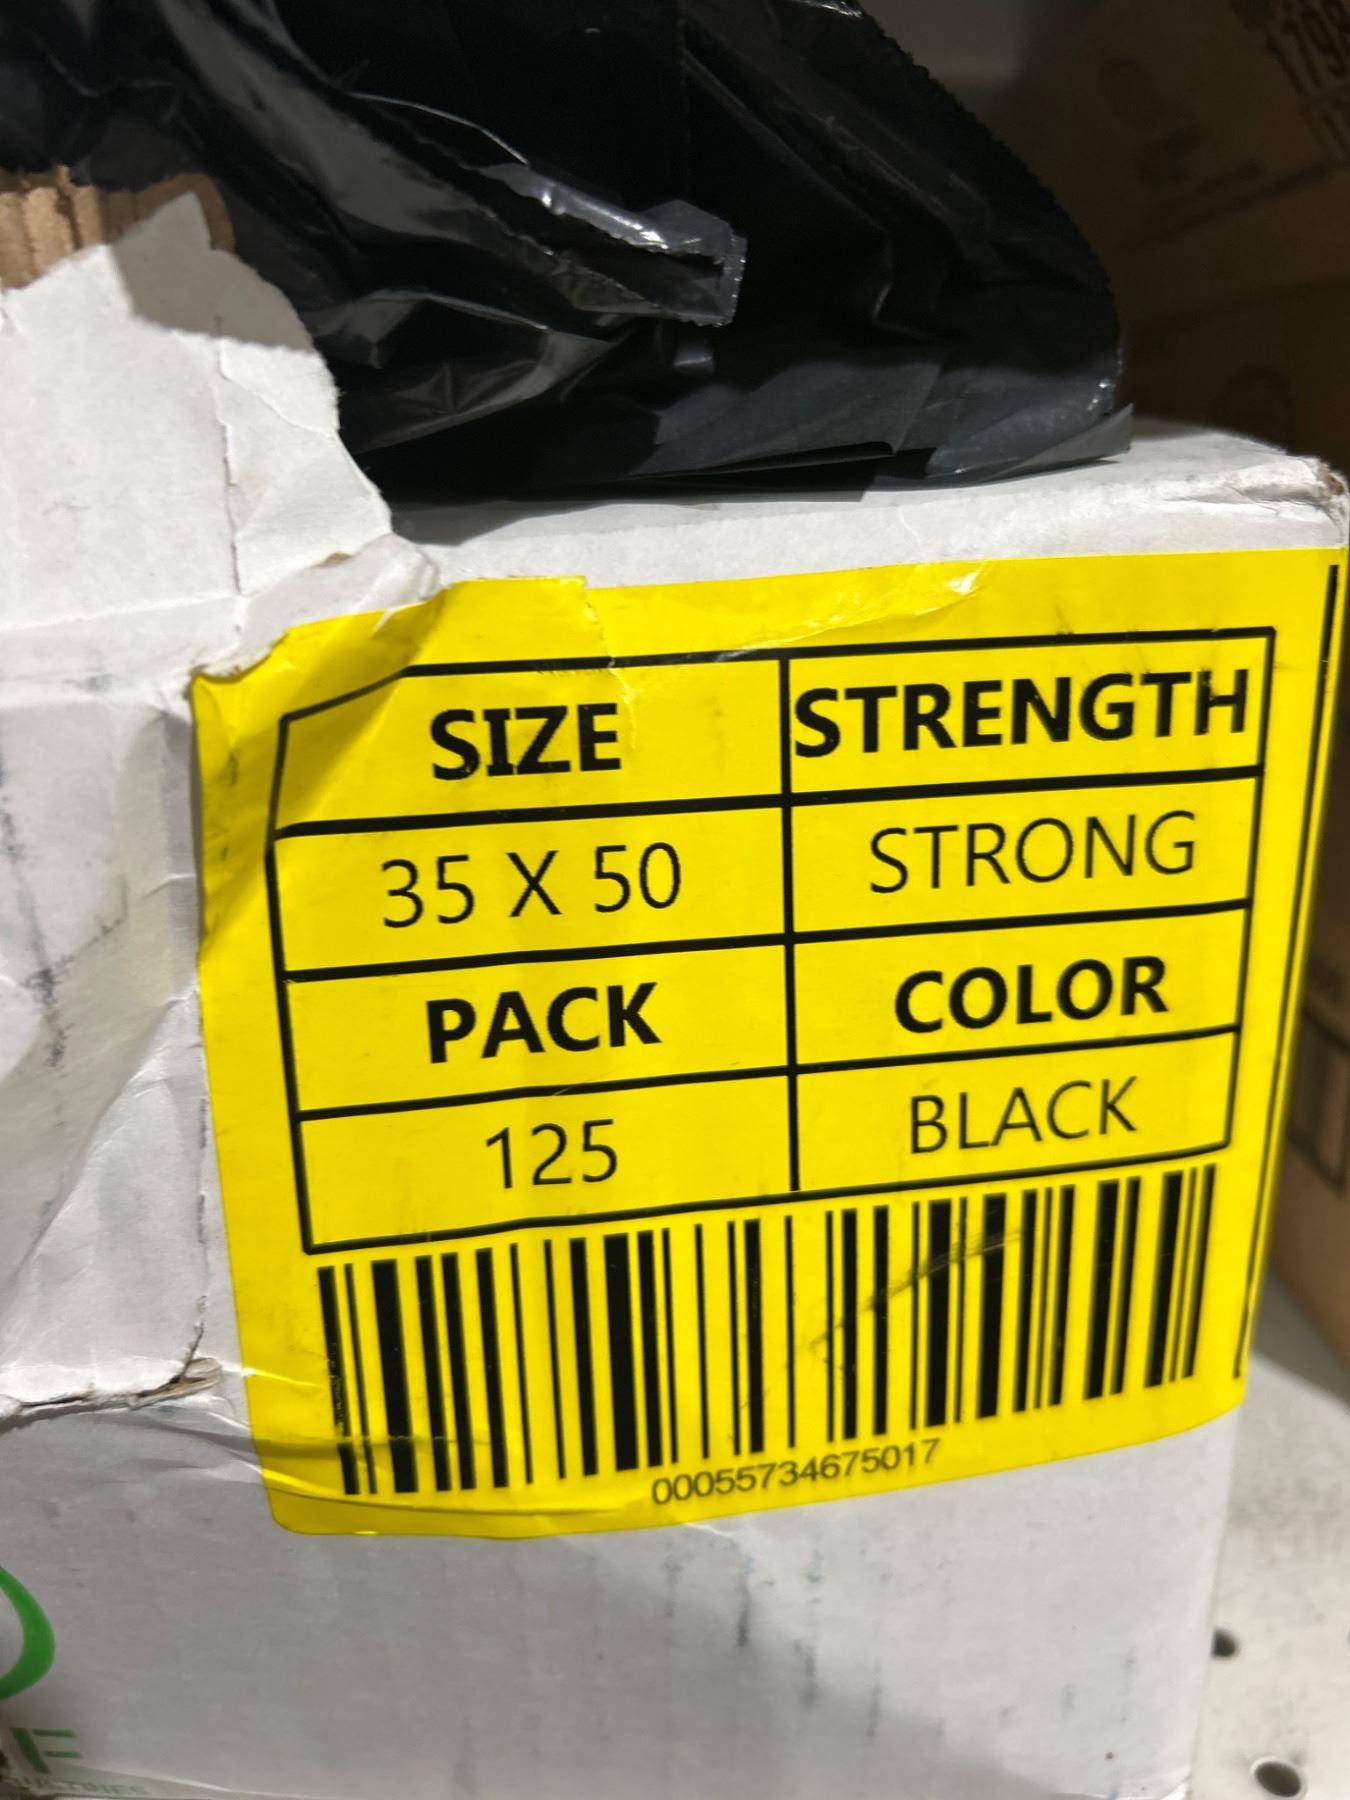 SIZE STRENGTH
35 X 50 STRONG
PACK COLOR
125 BLACK
00055734675017
F